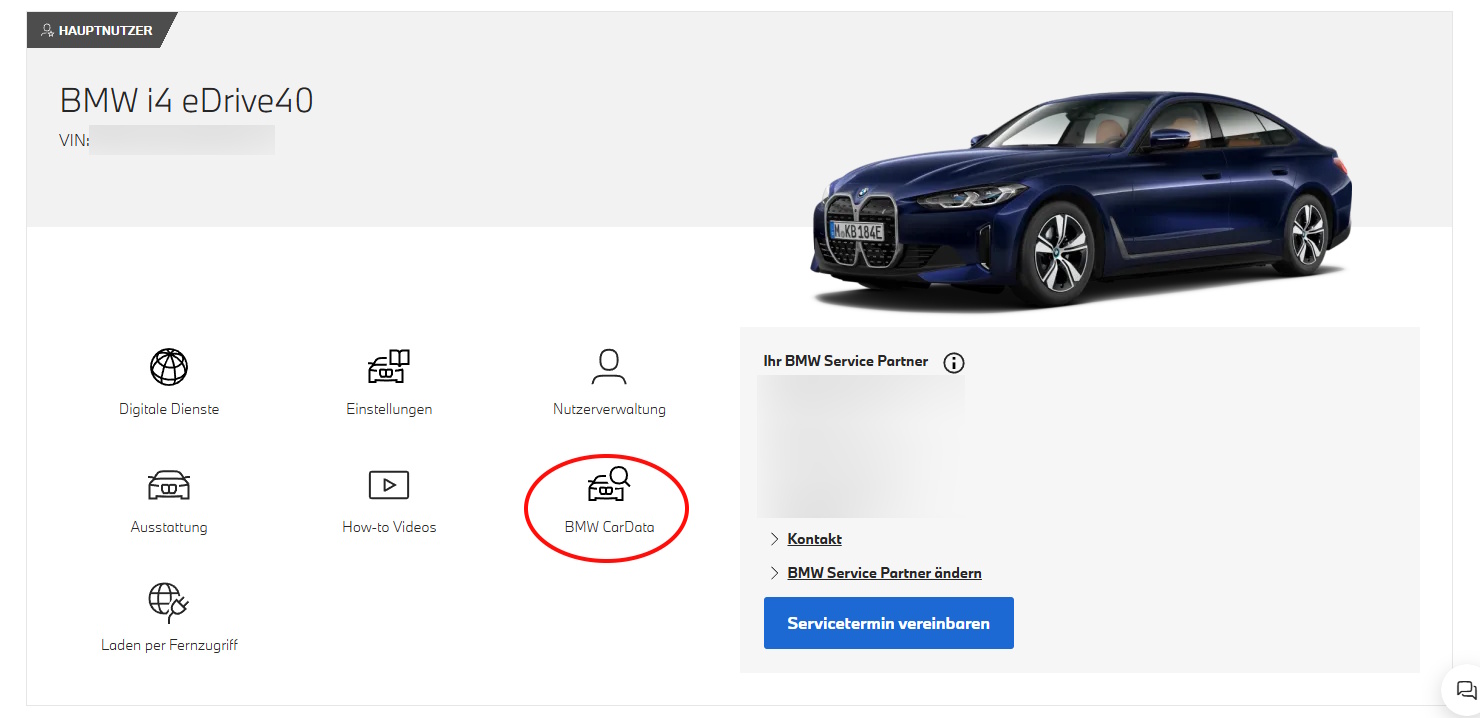 HAUPTNUTZER
BMW i4 eDrive40
VIN:
M KB184E
Digitale Dienste
Einstellungen
Nutzerverwaltung
Ausstattung
How-to Videos
BMW CarData
Laden per Fernzugriff
Ihr BMW Service Partner
Kontakt
BMW Service Partner ändern
Servicetermin vereinbaren